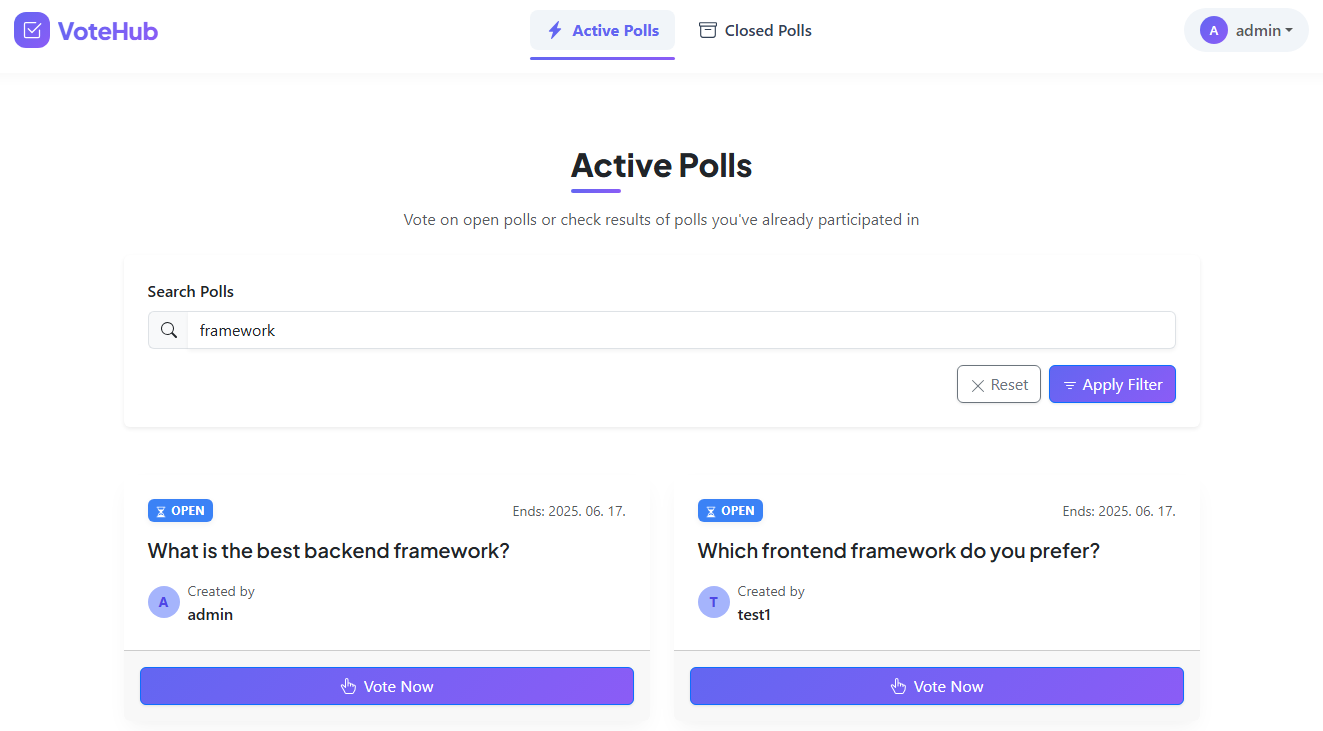 VoteHub
Active Polls
Closed Polls
A
admin
Active Polls
Vote on open polls or check results of polls you've already participated in
Search Polls
framework
Reset
Apply Filter
OPEN
Ends: 2025. 06. 17.
What is the best backend framework?
A
Created by
admin
Vote Now
OPEN
Ends: 2025. 06. 17.
Which frontend framework do you prefer?
T
Created by
test1
Vote Now